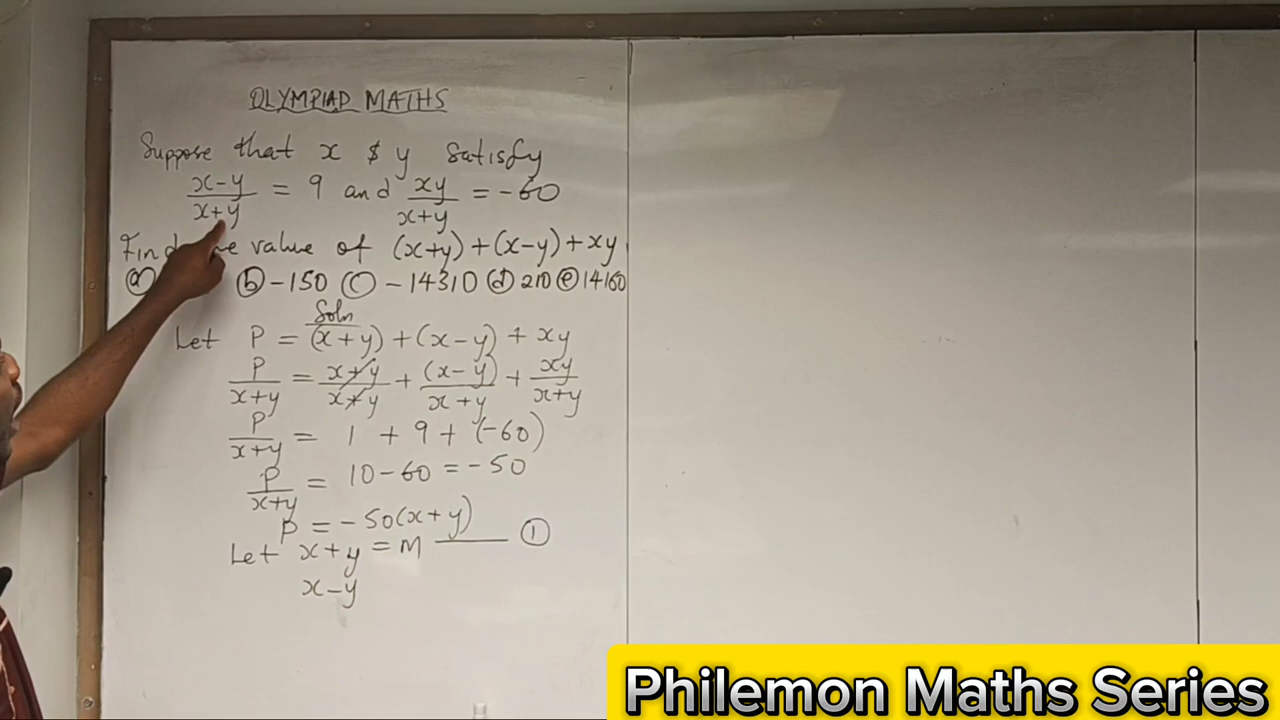 OLYMPIAD MATHS
Suppose that x & y satisfy
x-y/x+y = 9 and xy/x+y = -60
Find value of (x+y)+(x-y)+xy
(a) (b) -150 (c) -14310 (d) 210 (e) 14160
Soln
Let P = (x+y)+(x-y)+xy
P/x+y = x+y/x+y + (x-y)/x+y + xy/x+y
P/x+y = 1 + 9 + (-60)
P/x+y = 10-60 = -50
P = -50(x+y)
Let x+y = M —— (1)
x-y
Philemon Maths Series